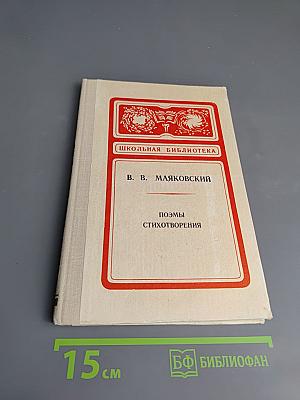 ШКОЛЬНАЯ БИБЛИОТЕКА
В. В. МАЯКОВСКИЙ
ПОЭМЫ
СТИХОТВОРЕНИЯ
15 см
БФ БИБЛИОФАН